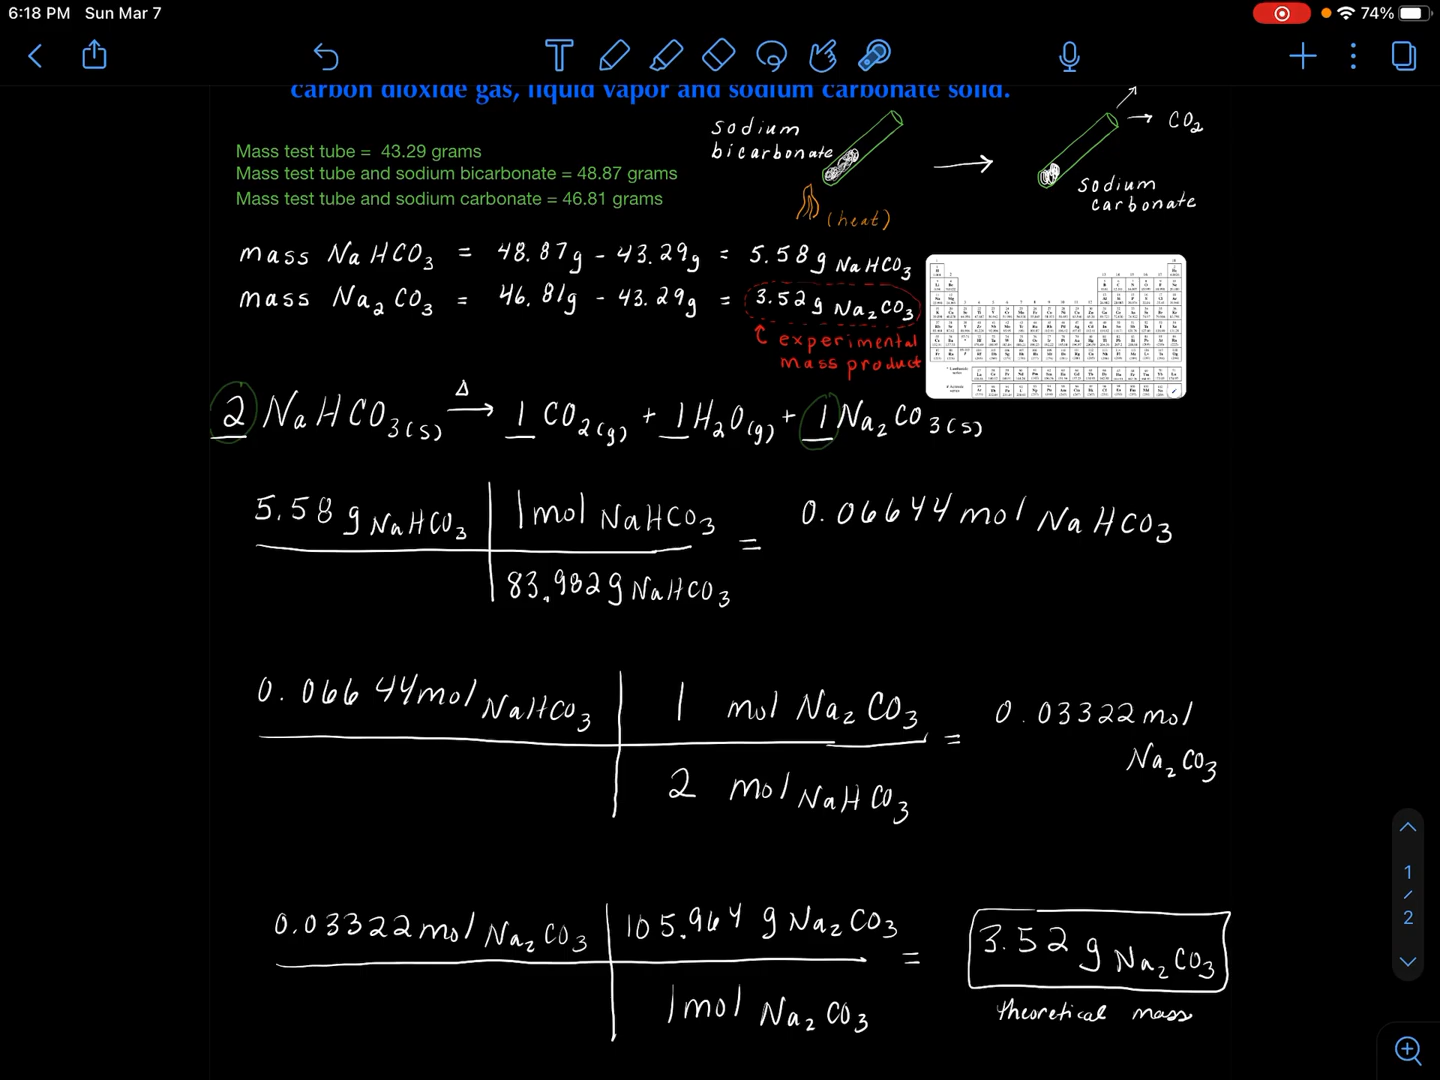 6:18 PM Sun Mar 7
74%
carbon dioxide gas, liquid vapor and sodium carbonate solid.
Mass test tube = 43.29 grams
Mass test tube and sodium bicarbonate = 48.87 grams
Mass test tube and sodium carbonate = 46.81 grams
sodium
bicarbonate
(heat)
CO₂
sodium
carbonate
mass NaHCO₃ = 48.87g - 43.29g = 5.58g NaHCO₃
mass Na₂CO₃ = 46.81g - 43.29g = 3.52g Na₂CO₃
experimental
mass product
2 NaHCO₃(s) Δ→ 1 CO₂(g) + 1 H₂O(g) + 1 Na₂CO₃(s)
5.58 g NaHCO₃ | 1 mol NaHCO₃ = 0.06644 mol NaHCO₃
83.982 g NaHCO₃
0.06644 mol NaHCO₃ | 1 mol Na₂CO₃ = 0.03322 mol
Na₂CO₃
2 mol NaHCO₃
0.03322 mol Na₂CO₃ | 105.964 g Na₂CO₃ = 3.52 g Na₂CO₃
1 mol Na₂CO₃
theoretical mass
1
/
2